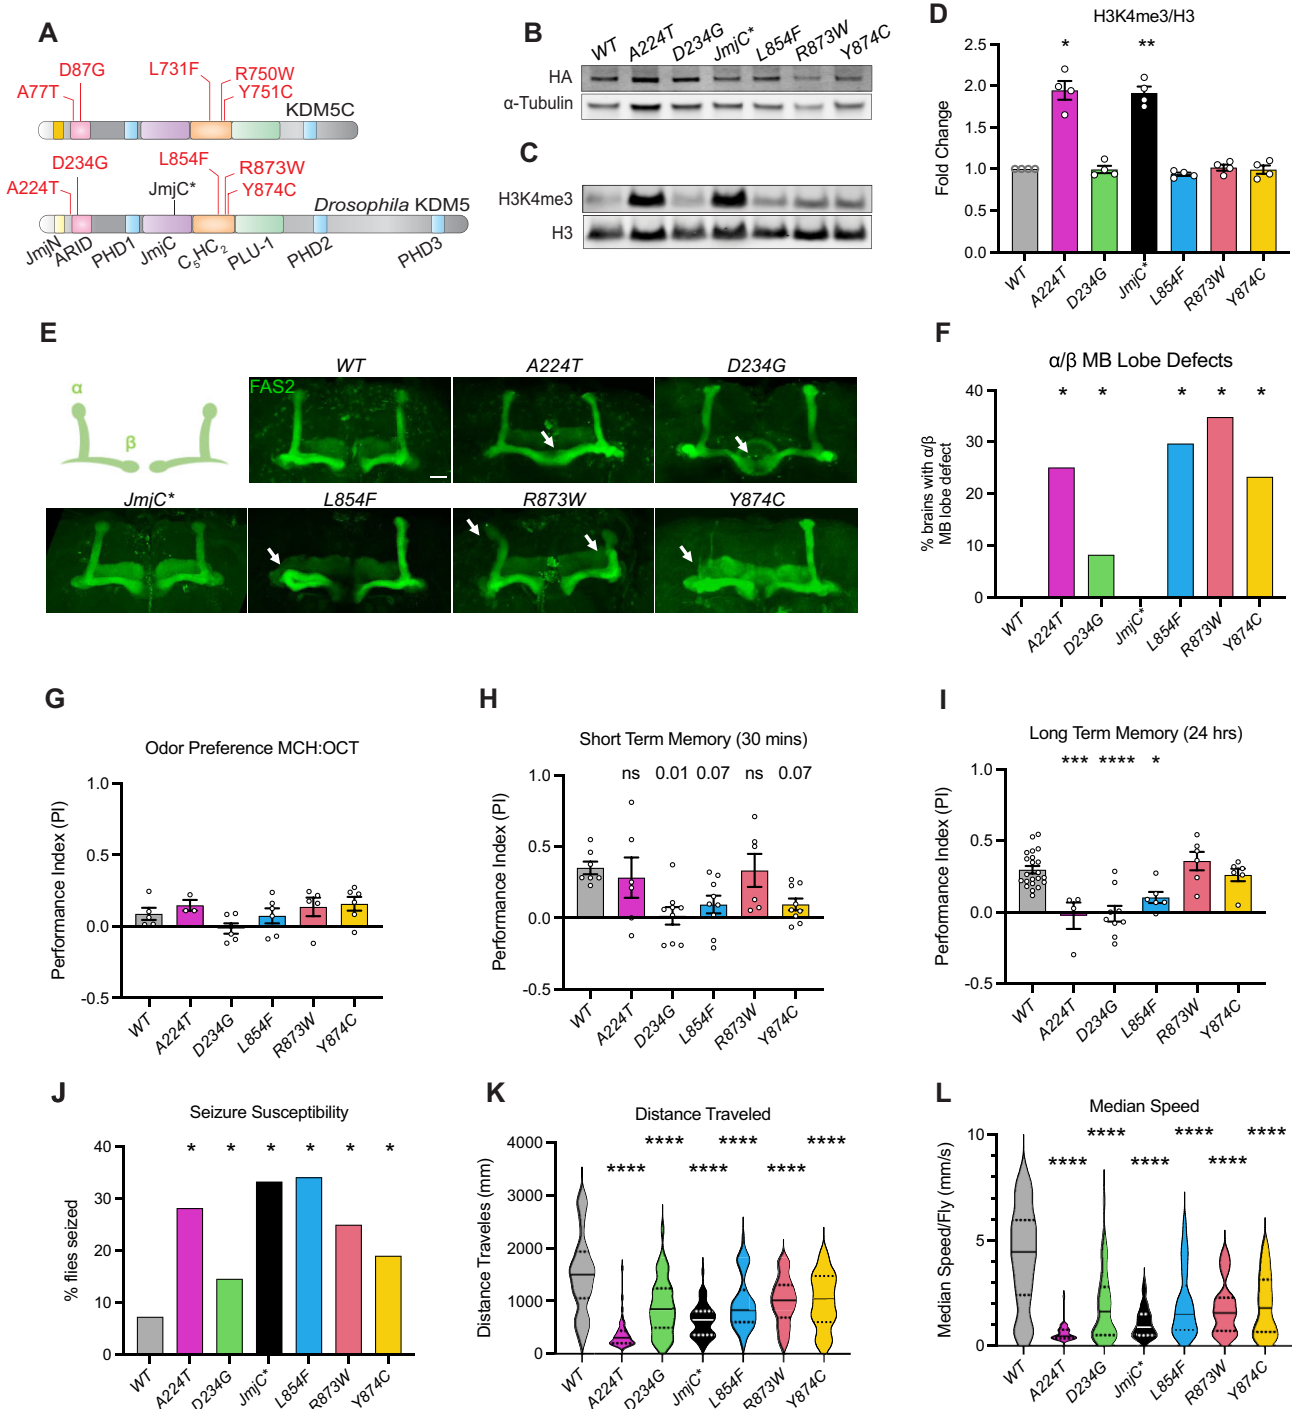 A
D87G
L731F
R750W
A77T
Y751C
KDM5C
D234G
L854F
R873W
A224T
JmjC*
Y874C
Drosophila KDM5
JmjN
ARID
PHD1
JmjC
C5HC2
PLU-1
PHD2
PHD3
B
WT
A224T
D234G
JmjC*
L854F
R873W
Y874C
HA
α-Tubulin
C
H3K4me3
H3
D
H3K4me3/H3
Fold Change
2.5
2.0
1.5
1.0
0.5
0.0
*
**
WT
A224T
D234G
JmjC*
L854F
R873W
Y874C
E
α
β
WT
A224T
D234G
FAS2
JmjC*
L854F
R873W
Y874C
F
α/β MB Lobe Defects
% brains with α/β
MB lobe defect
40
30
20
10
0
* * * * *
WT
A224T
D234G
JmjC*
L854F
R873W
Y874C
G
Odor Preference MCH:OCT
Performance Index (PI)
1.0
0.5
0.0
-0.5
WT
A224T
D234G
L854F
R873W
Y874C
H
Short Term Memory (30 mins)
Performance Index (PI)
ns 0.01 0.07 ns 0.07
1.0
0.5
0.0
-0.5
WT
A224T
D234G
L854F
R873W
Y874C
I
Long Term Memory (24 hrs)
Performance Index (PI)
*** **** *
1.0
0.5
0.0
-0.5
WT
A224T
D234G
L854F
R873W
Y874C
J
Seizure Susceptibility
% flies seized
40
30
20
10
0
* * * * * *
WT
A224T
D234G
JmjC*
L854F
R873W
Y874C
K
Distance Traveled
Distance Traveles (mm)
4000
3000
2000
1000
0
**** **** **** **** **** ****
WT
A224T
D234G
JmjC*
L854F
R873W
Y874C
L
Median Speed
Median Speed/Fly (mm/s)
10
5
0
**** **** **** **** **** ****
WT
A224T
D234G
JmjC*
L854F
R873W
Y874C